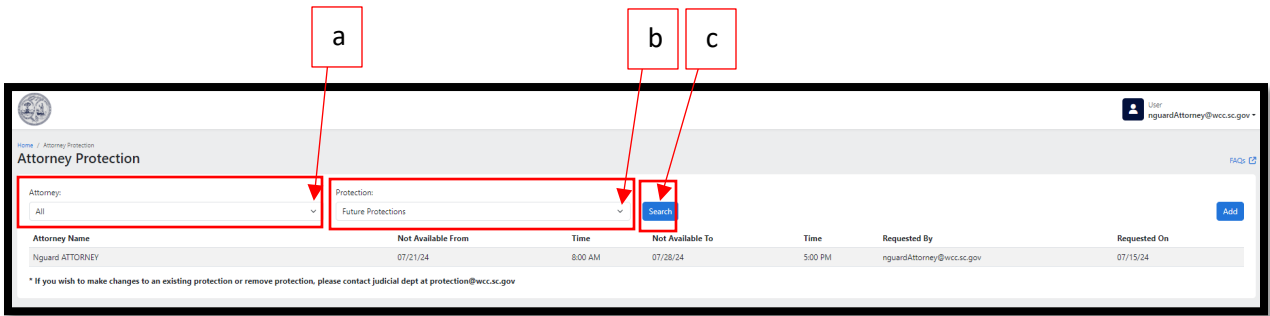 a
b
c
User
nguardAttorney@wcc.sc.gov
Home / Attorney Protection
Attorney Protection
FAQs
Attorney:
Protection:
All
Future Protections
Search
Add
Attorney Name Not Available From Time Not Available To Time Requested By Requested On
Nguard ATTORNEY 07/21/24 8:00 AM 07/28/24 5:00 PM nguardAttorney@wcc.sc.gov 07/15/24
* If you wish to make changes to an existing protection or remove protection, please contact judicial dept at protection@wcc.sc.gov